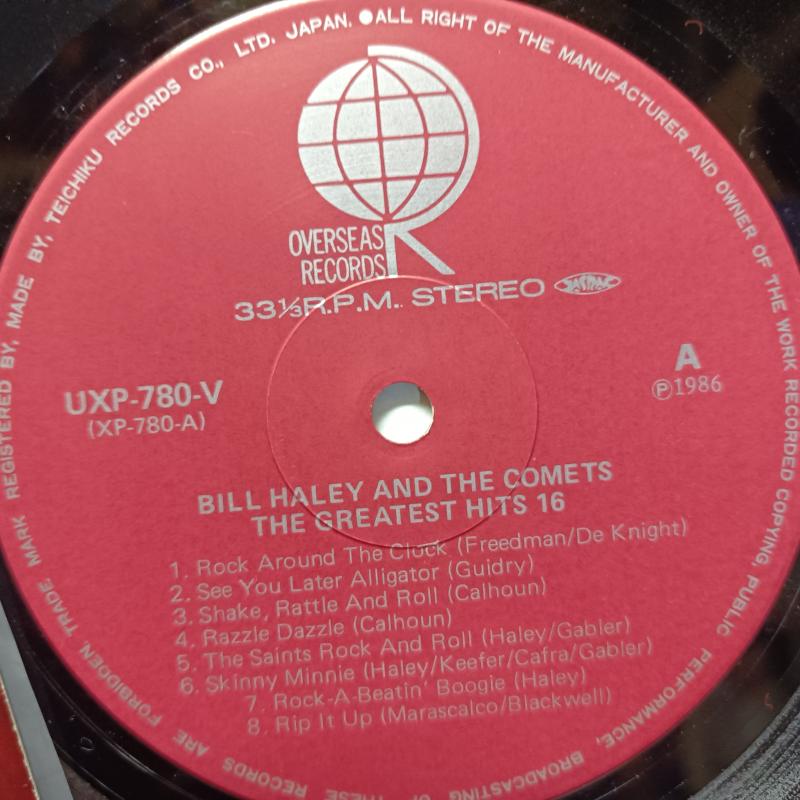 TRADE MARK REGISTERED BY, MADE BY, TEICHIKU RECORDS CO., LTD. JAPAN. ●ALL RIGHT OF THE MANUFACTURER AND OWNER OF THE WORK RECORDED COPYING, PUBLIC PERFORMANCE, BROADCASTING OF THESE RECORDS ARE FORBIDDEN.
OVERSEAS
RECORDS
R
33⅓R.P.M. STEREO
JASRAC
UXP-780-V
(XP-780-A)
A
Ⓟ1986
BILL HALEY AND THE COMETS
THE GREATEST HITS 16
1. Rock Around The Clock (Freedman/De Knight)
2. See You Later Alligator (Guidry)
3. Shake, Rattle And Roll (Calhoun)
4. Razzle Dazzle (Calhoun)
5. The Saints Rock And Roll (Haley/Gabler)
6. Skinny Minnie (Haley/Keefer/Cafra/Gabler)
7. Rock-A-Beatin' Boogie (Haley)
8. Rip It Up (Marascalco/Blackwell)